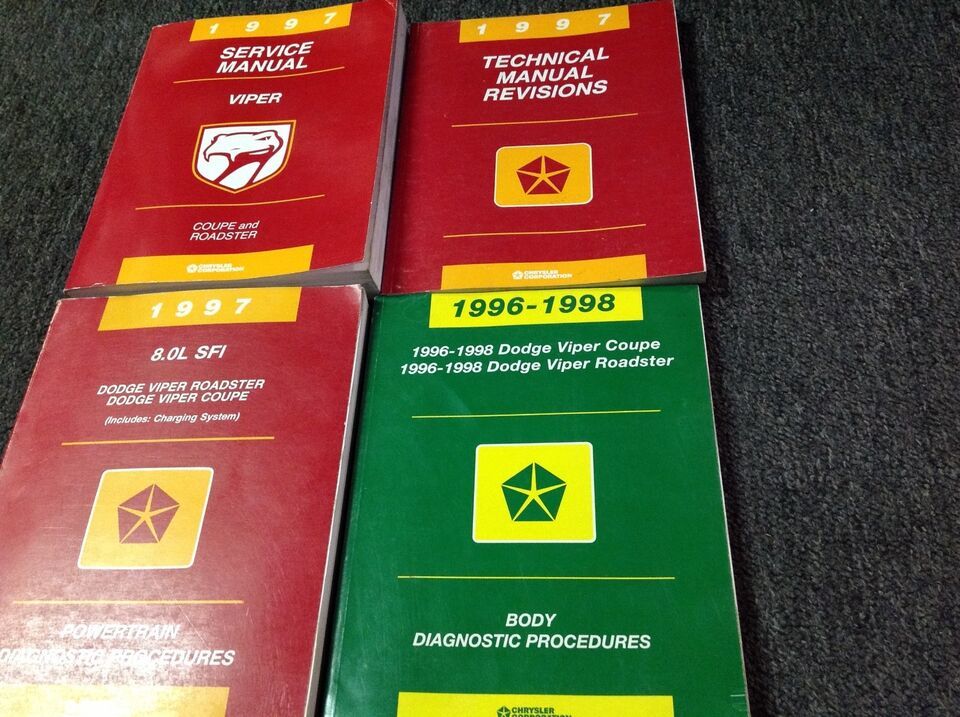 1997
SERVICE
MANUAL
VIPER
COUPE and
ROADSTER
CHRYSLER
CORPORATION
1997
TECHNICAL
MANUAL
REVISIONS
CHRYSLER
CORPORATION
1997
8.0L SFI
DODGE VIPER ROADSTER
DODGE VIPER COUPE
(Includes: Charging System)
POWERTRAIN
DIAGNOSTIC PROCEDURES
1996-1998
1996-1998 Dodge Viper Coupe
1996-1998 Dodge Viper Roadster
BODY
DIAGNOSTIC PROCEDURES
CHRYSLER
CORPORATION